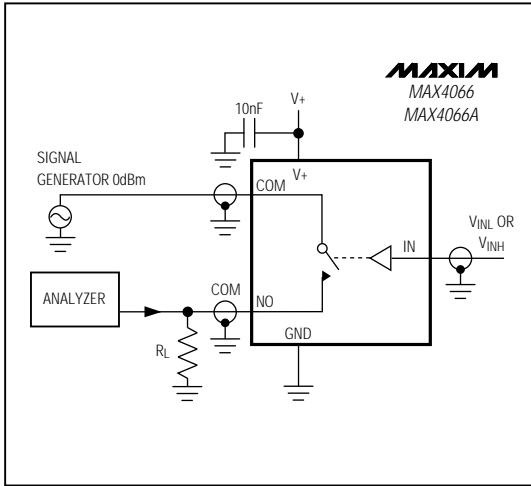 MAXIM
MAX4066
MAX4066A
10nF
V+
SIGNAL
GENERATOR 0dBm
COM
V+
IN
VINL OR
VINH
ANALYZER
COM
NO
GND
RL